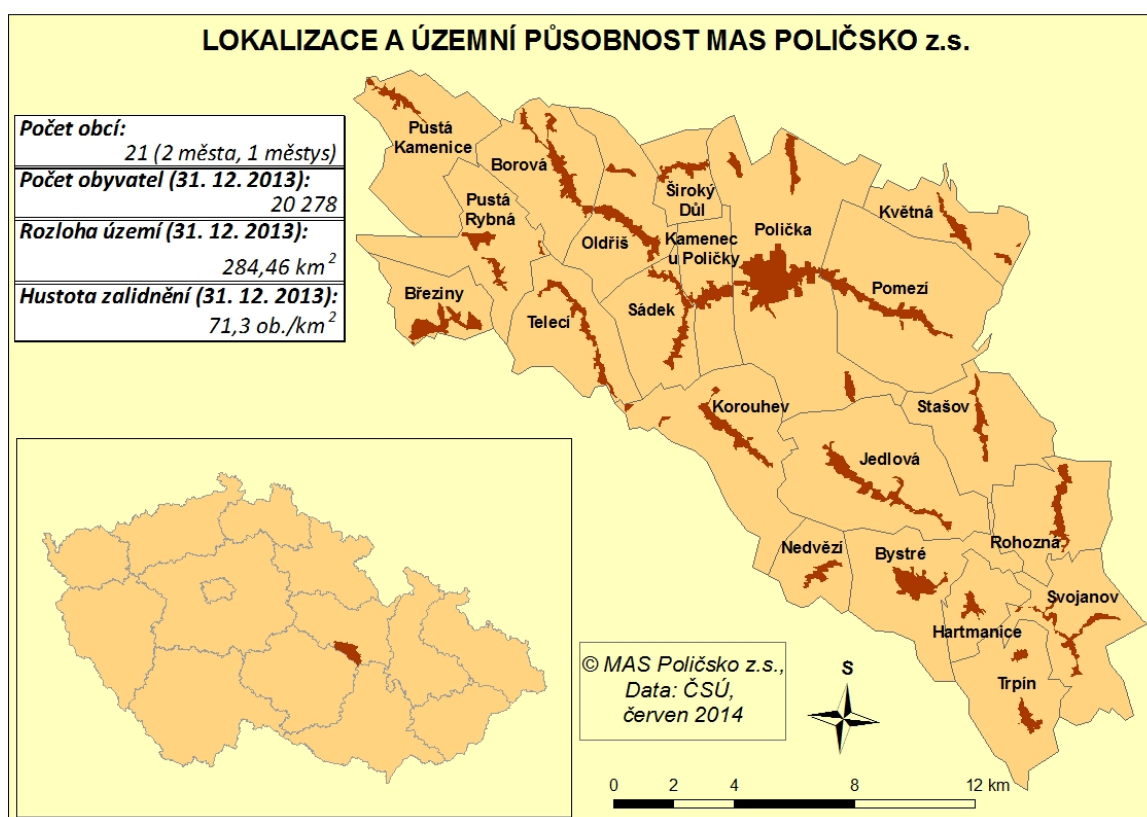 LOKALIZACE A ÚZEMNÍ PŮSOBNOST MAS POLIČSKO z.s.
Počet obcí:
21 (2 města, 1 městys)
Počet obyvatel (31. 12. 2013):
20 278
Rozloha území (31. 12. 2013):
284,46 km²
Hustota zalidnění (31. 12. 2013):
71,3 ob./km²
Pustá
Kamenice
Borová
Pustá
Rybná
Široký
Důl
Květná
Oldřiš
Kamenec
u Poličky
Polička
Březiny
Telecí
Sádek
Pomezí
Korouhev
Stašov
Jedlová
Nedvězí
Bystré
Rohozná
Svojanov
Hartmanice
Trpín
© MAS Poličsko z.s.,
Data: ČSÚ,
červen 2014
S
0 2 4 8 12 km